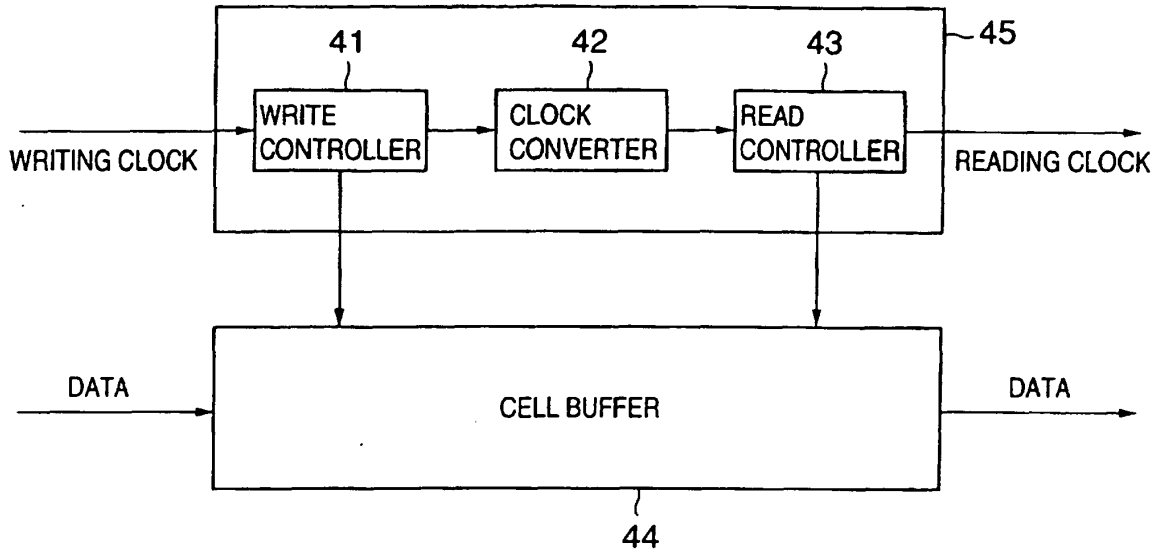 45
41
42
43
WRITE
CONTROLLER
CLOCK
CONVERTER
READ
CONTROLLER
WRITING CLOCK
READING CLOCK
DATA
CELL BUFFER
DATA
44